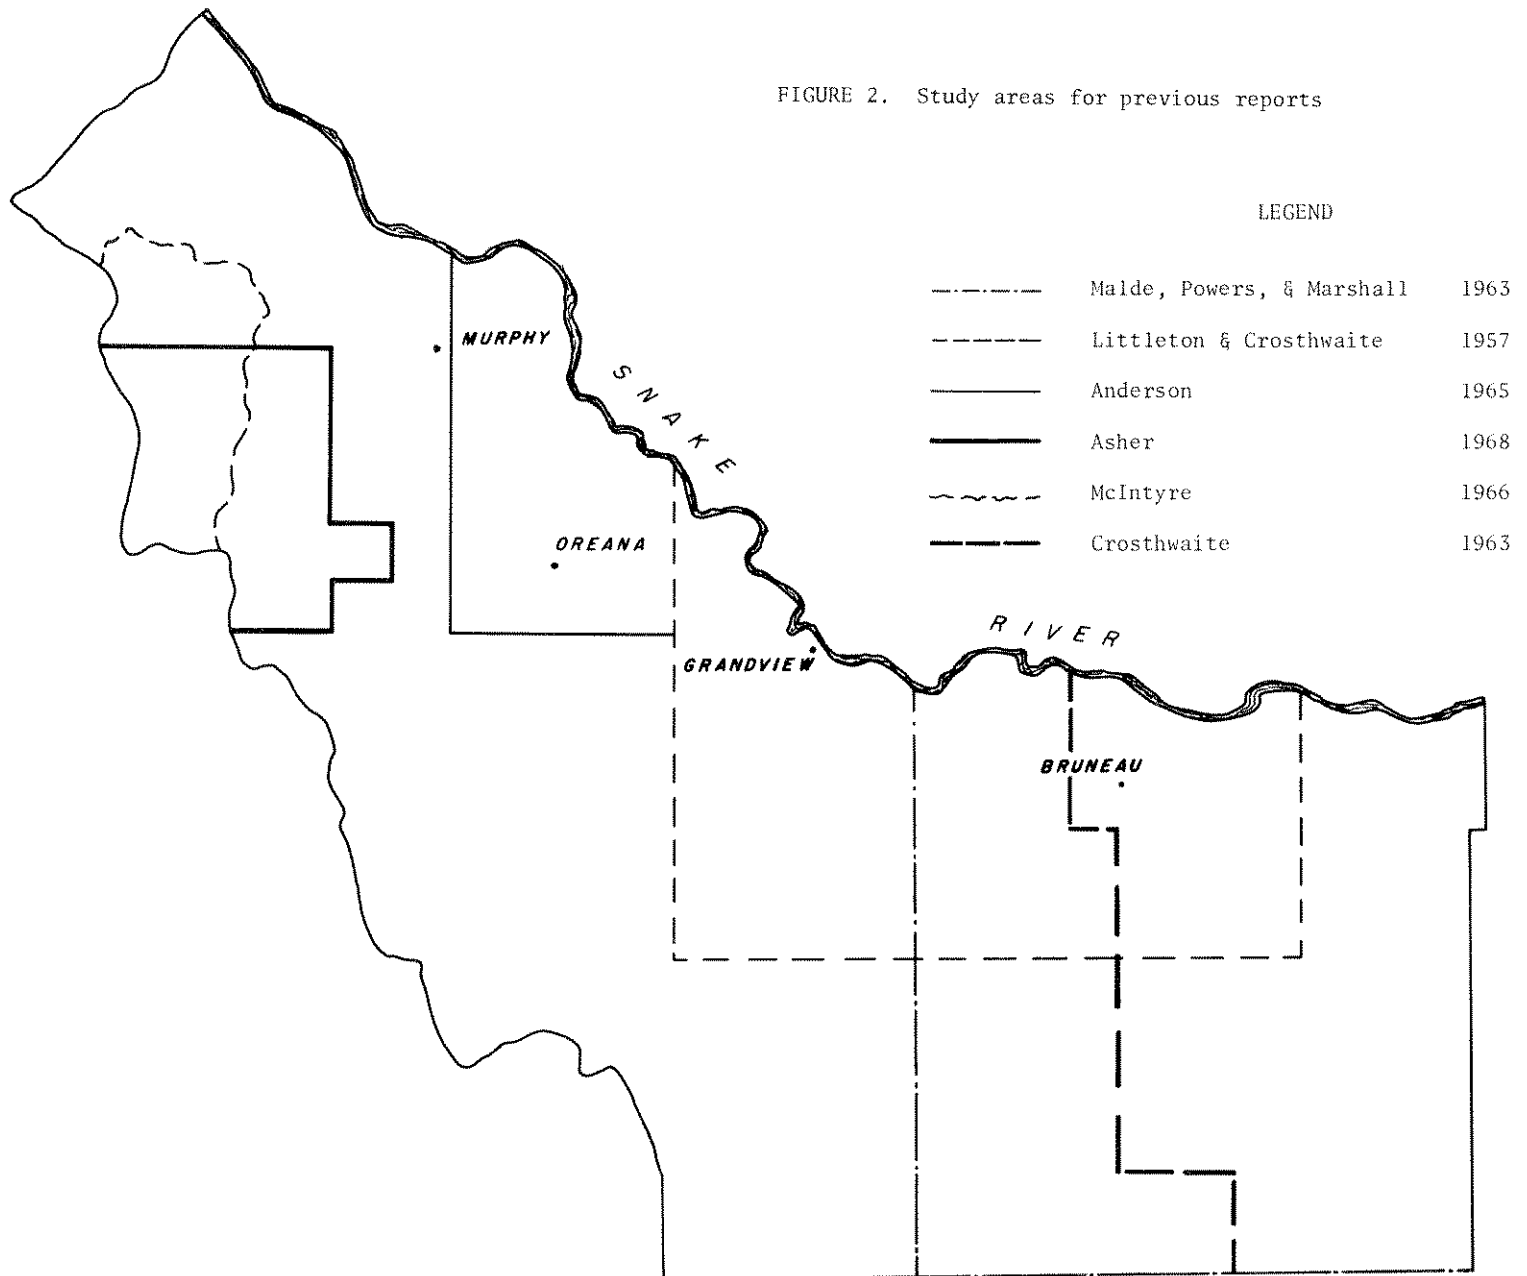 FIGURE 2. Study areas for previous reports
LEGEND
Malde, Powers, & Marshall 1963
Littleton & Crosthwaite 1957
Anderson 1965
Asher 1968
McIntyre 1966
Crosthwaite 1963
MURPHY
SNAKE
OREANA
RIVER
GRANDVIEW
BRUNEAU